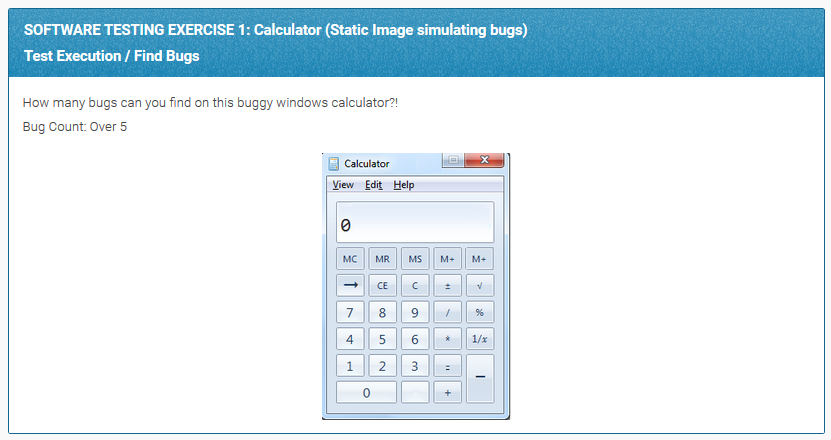 SOFTWARE TESTING EXERCISE 1: Calculator (Static Image simulating bugs)
Test Execution / Find Bugs
How many bugs can you find on this buggy windows calculator?!
Bug Count: Over 5
Calculator
View Edit Help
0
MC MR MS M+ M+
→ CE C ± √
7 8 9 / %
4 5 6 * 1/x
1 2 3 = −
0 +